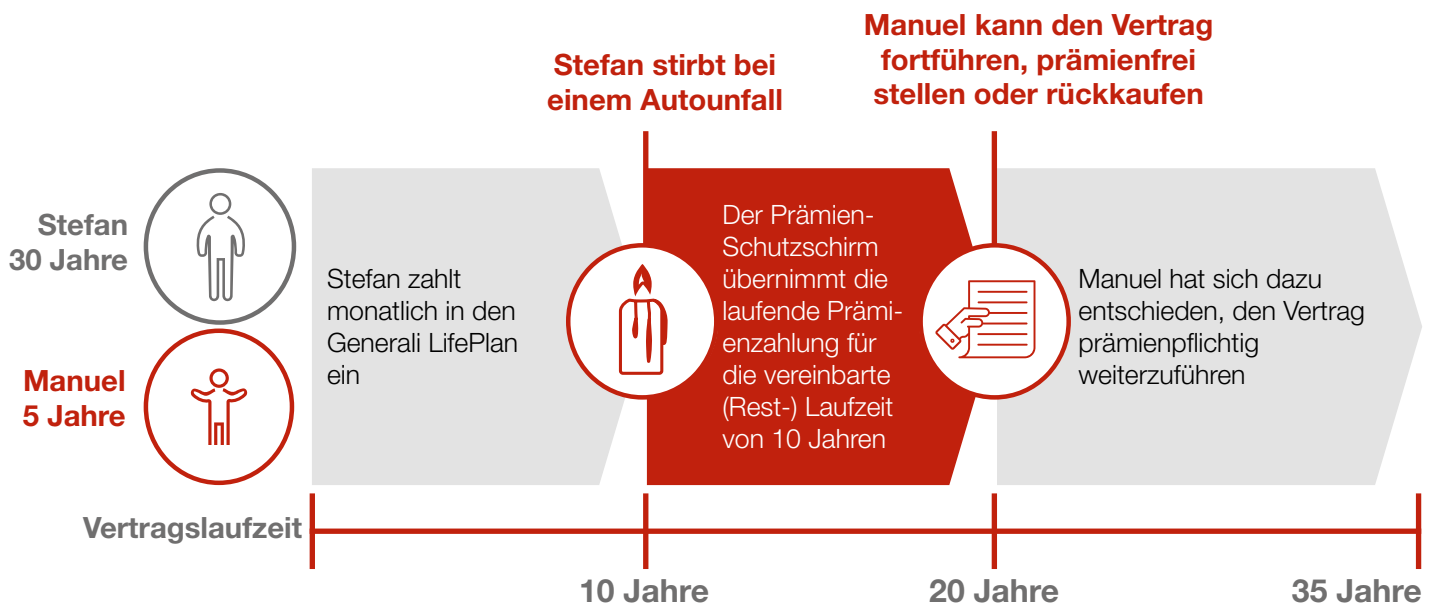 Stefan stirbt bei
einem Autounfall
Manuel kann den Vertrag
fortführen, prämienfrei
stellen oder rückkaufen
Stefan
30 Jahre
Manuel
5 Jahre
Stefan zahlt
monatlich in den
Generali LifePlan
ein
Der Prämien-
Schutzschirm
übernimmt die
laufende Prämi-
enzahlung für
die vereinbarte
(Rest-) Laufzeit
von 10 Jahren
Manuel hat sich dazu
entschieden, den Vertrag
prämienpflichtig
weiterzuführen
Vertragslaufzeit
10 Jahre
20 Jahre
35 Jahre